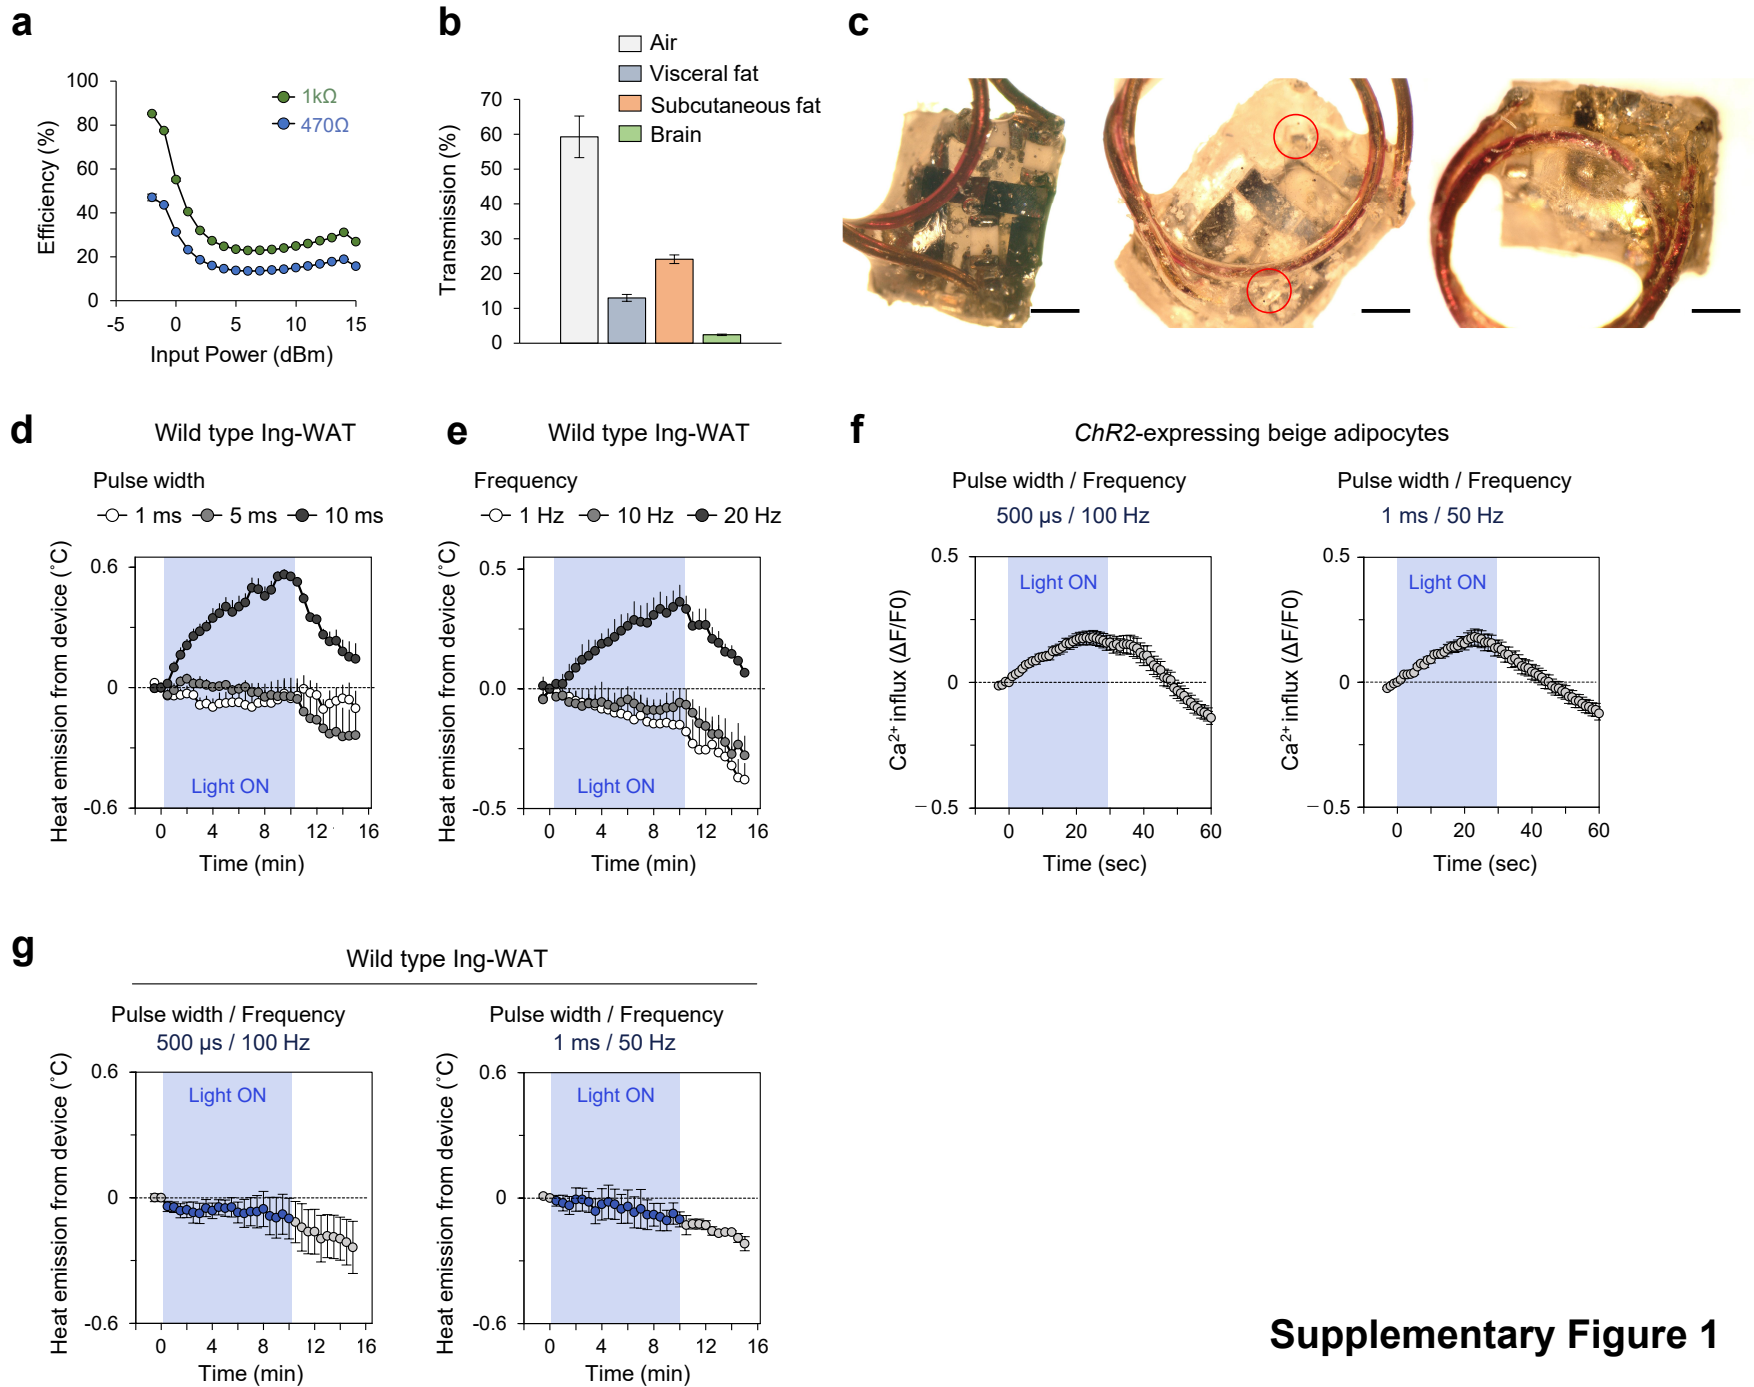 a
100
80
60
40
20
0
Efficiency (%)
-5
0
5
10
15
Input Power (dBm)
1kΩ
470Ω
b
Air
Visceral fat
Subcutaneous fat
Brain
70
60
50
40
30
20
10
0
Transmission (%)
c
d
Wild type Ing-WAT
Pulse width
1 ms
5 ms
10 ms
Heat emission from device (˚C)
0.6
0
-0.6
Light ON
0
4
8
12
16
Time (min)
e
Wild type Ing-WAT
Frequency
1 Hz
10 Hz
20 Hz
Heat emission from device (˚C)
0.5
0.0
-0.5
Light ON
0
4
8
12
16
Time (min)
f
ChR2-expressing beige adipocytes
Pulse width / Frequency
500 µs / 100 Hz
Ca²⁺ influx (ΔF/F0)
0.5
0
−0.5
Light ON
0
20
40
60
Time (sec)
Pulse width / Frequency
1 ms / 50 Hz
Ca²⁺ influx (ΔF/F0)
0.5
0
−0.5
Light ON
0
20
40
60
Time (sec)
g
Wild type Ing-WAT
Pulse width / Frequency
500 µs / 100 Hz
Heat emission from device (˚C)
0.6
0
-0.6
Light ON
0
4
8
12
16
Time (min)
Pulse width / Frequency
1 ms / 50 Hz
Heat emission from device (˚C)
0.6
0
-0.6
Light ON
0
4
8
12
16
Time (min)
Supplementary Figure 1